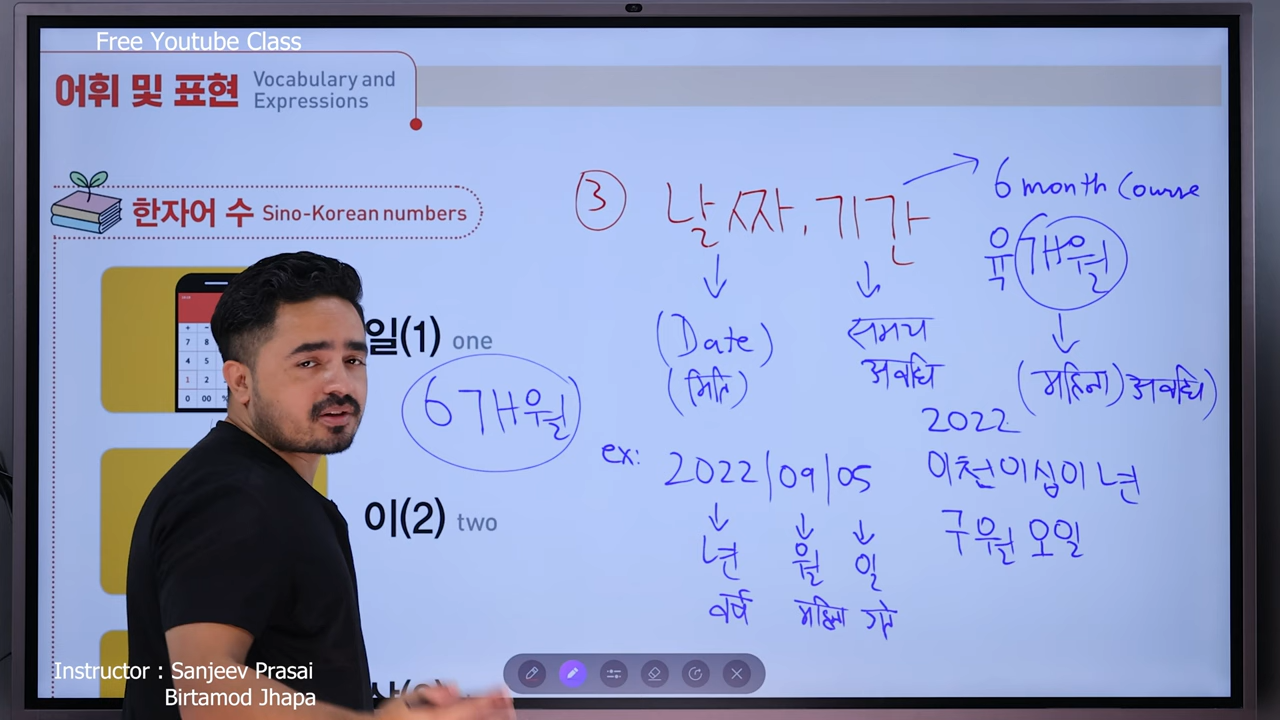 Free Youtube Class
어휘 및 표현 Vocabulary and
Expressions
한자어 수 Sino-Korean numbers
일(1) one
6개월
이(2) two
③ 날짜, 기간
6 month Course
육개월
(Date)
(मिति)
समय
अवधि
(महिना) अवधि)
ex: 2022/09/05
년 월 일
वर्ष महिना गते
2022
이천이십이년
구월 오일
Instructor : Sanjeev Prasai
Birtamod Jhapa